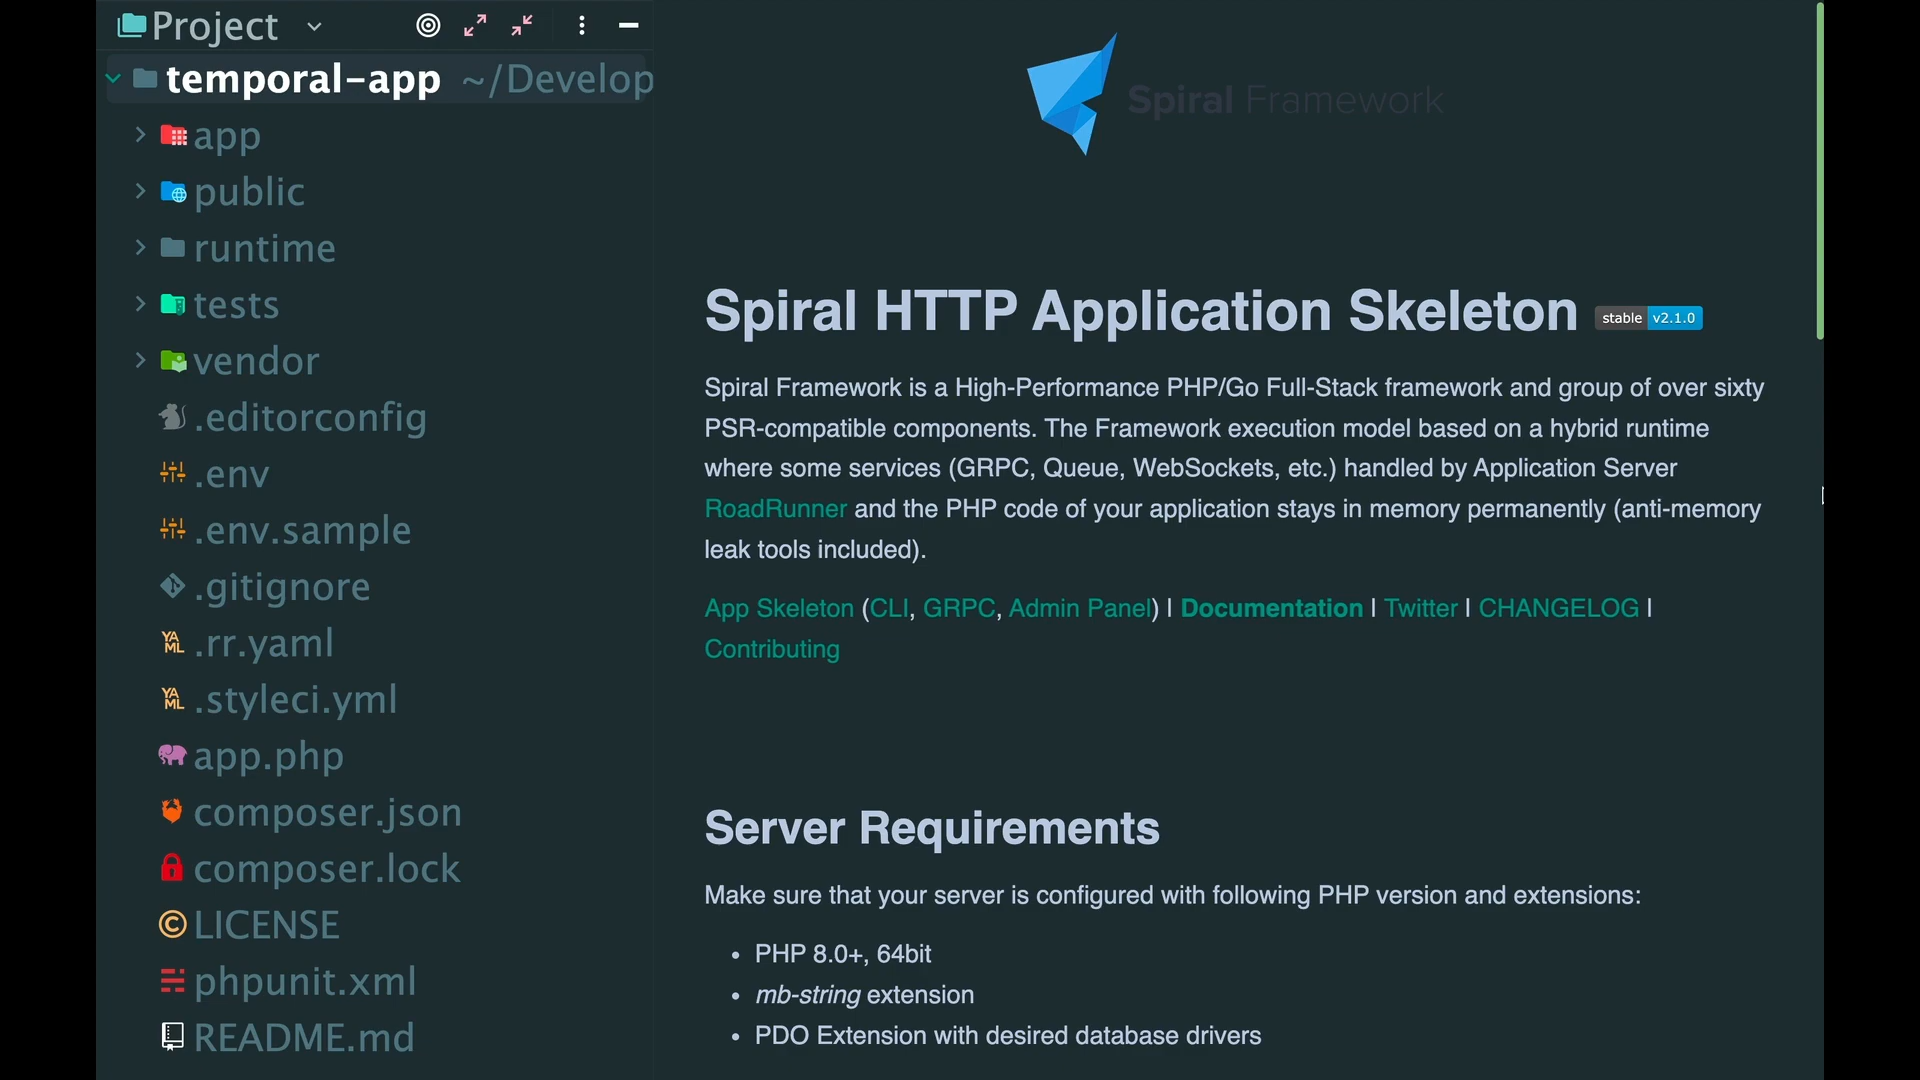 Project
temporal-app ~/Develop
app
public
runtime
tests
vendor
.editorconfig
.env
.env.sample
.gitignore
.rr.yaml
.styleci.yml
app.php
composer.json
composer.lock
LICENSE
phpunit.xml
README.md
Spiral Framework
Spiral HTTP Application Skeleton stable v2.1.0
Spiral Framework is a High-Performance PHP/Go Full-Stack framework and group of over sixty
PSR-compatible components. The Framework execution model based on a hybrid runtime
where some services (GRPC, Queue, WebSockets, etc.) handled by Application Server
RoadRunner and the PHP code of your application stays in memory permanently (anti-memory
leak tools included).
App Skeleton (CLI, GRPC, Admin Panel) | Documentation | Twitter | CHANGELOG |
Contributing
Server Requirements
Make sure that your server is configured with following PHP version and extensions:
• PHP 8.0+, 64bit
• mb-string extension
• PDO Extension with desired database drivers